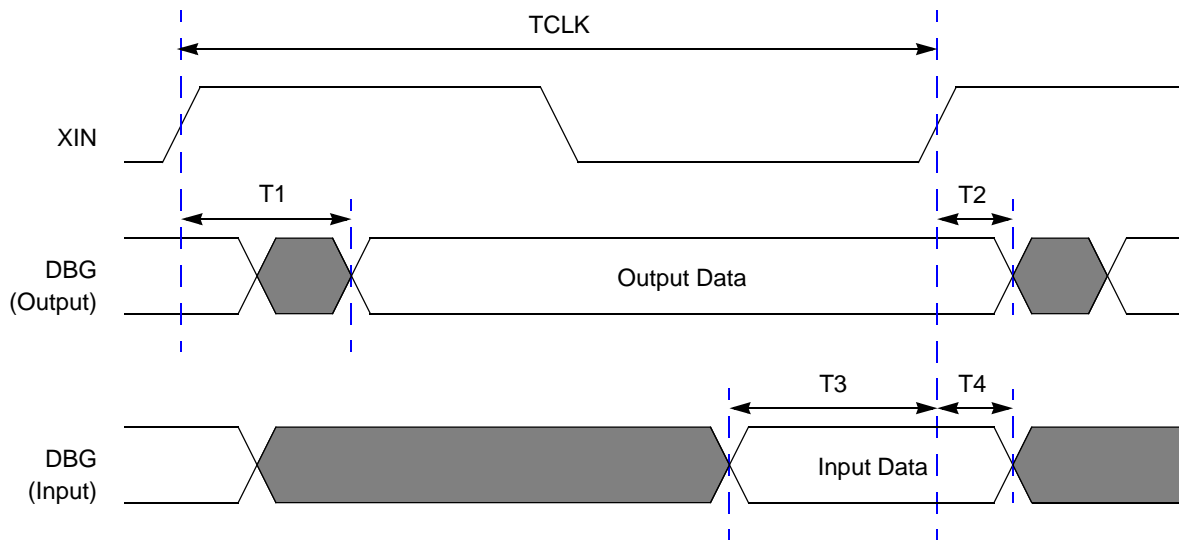 TCLK
XIN
T1
T2
DBG
(Output)
Output Data
T3
T4
DBG
(Input)
Input Data